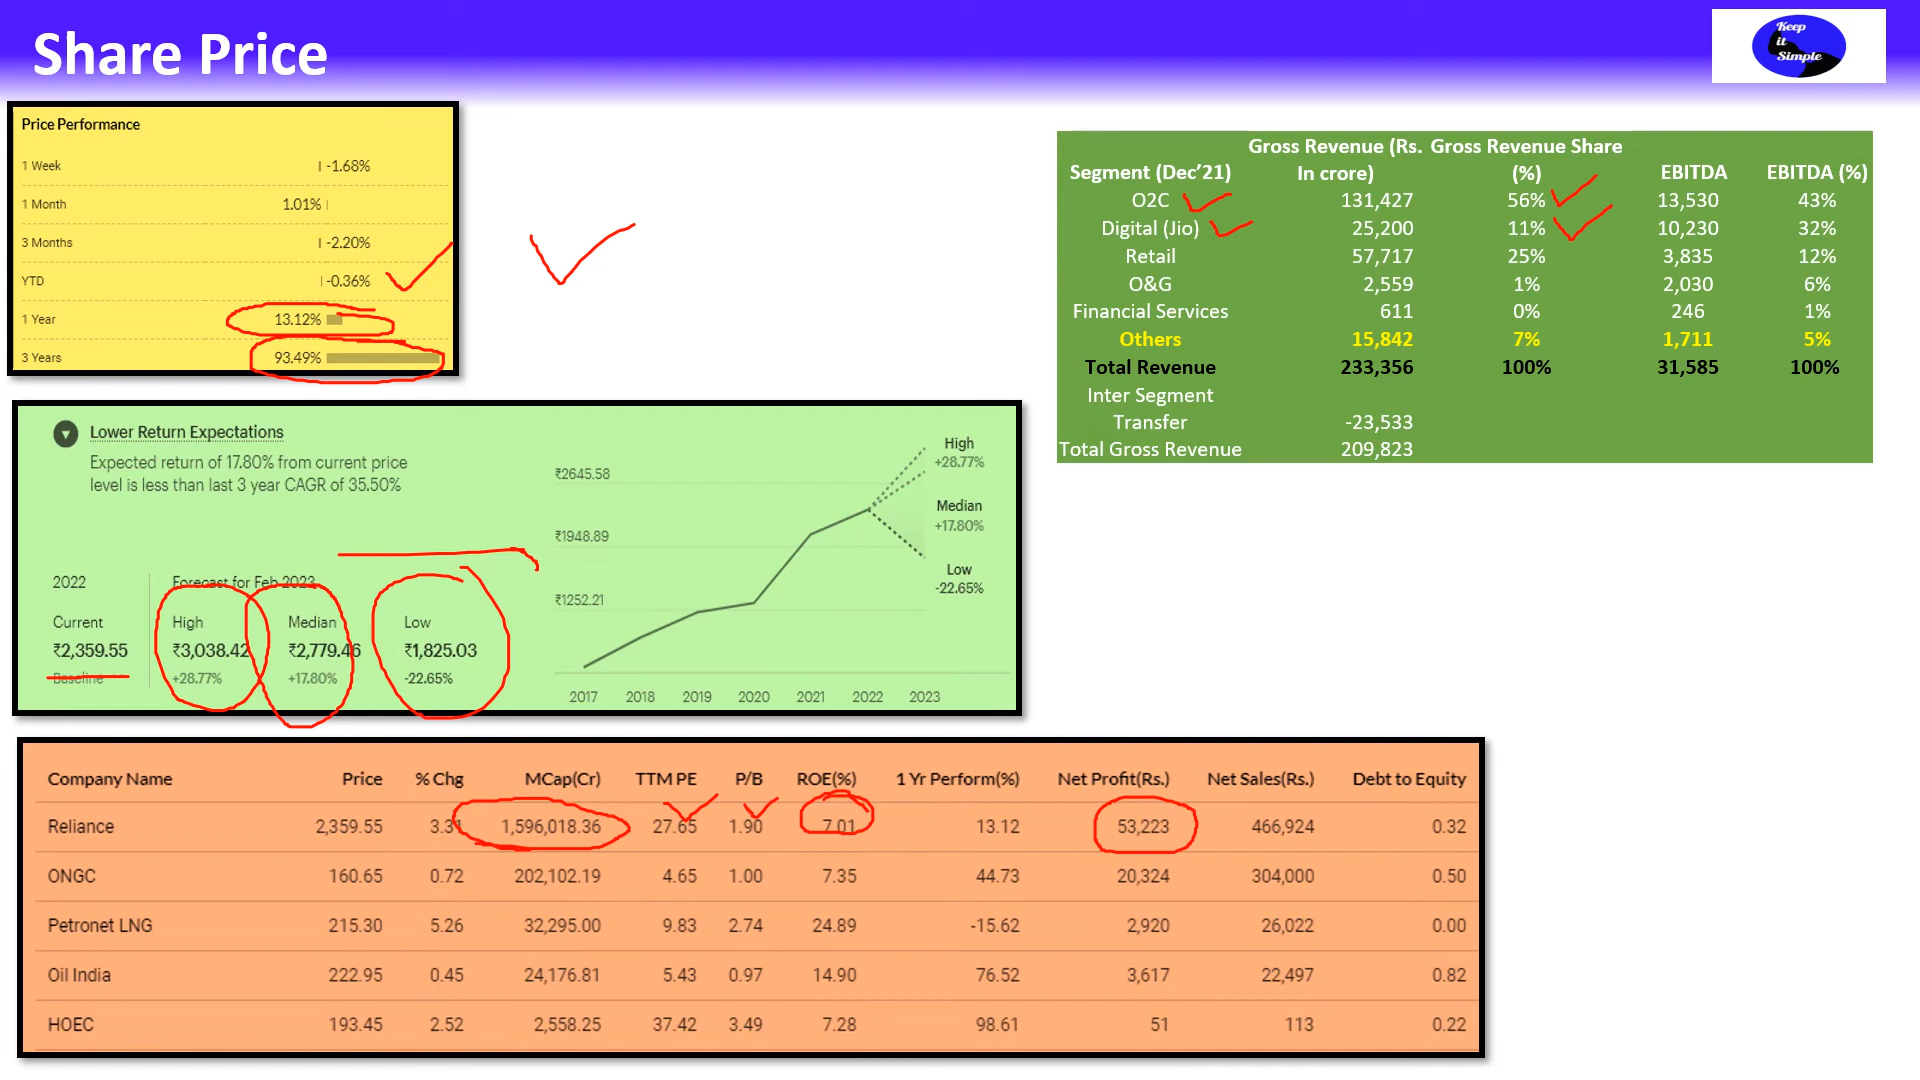 Share Price
Keep
it
Simple
Price Performance
1 Week -1.68%
1 Month 1.01%
3 Months -2.20%
YTD -0.36%
1 Year 13.12%
3 Years 93.49%
Gross Revenue (Rs. Gross Revenue Share
Segment (Dec'21) In crore) (%) EBITDA EBITDA (%)
O2C 131,427 56% 13,530 43%
Digital (Jio) 25,200 11% 10,230 32%
Retail 57,717 25% 3,835 12%
O&G 2,559 1% 2,030 6%
Financial Services 611 0% 246 1%
Others 15,842 7% 1,711 5%
Total Revenue 233,356 100% 31,585 100%
Inter Segment
Transfer -23,533
Total Gross Revenue 209,823
Lower Return Expectations
Expected return of 17.80% from current price
level is less than last 3 year CAGR of 35.50%
2022 Forecast for Feb 2023
Current High Median Low
₹2,359.55 ₹3,038.42 ₹2,779.46 ₹1,825.03
Baseline +28.77% +17.80% -22.65%
High
+28.77%
₹2645.58
Median
+17.80%
₹1948.89
Low
-22.65%
₹1252.21
2017 2018 2019 2020 2021 2022 2023
Company Name Price % Chg MCap(Cr) TTM PE P/B ROE(%) 1 Yr Perform(%) Net Profit(Rs.) Net Sales(Rs.) Debt to Equity
Reliance 2,359.55 3.31 1,596,018.36 27.65 1.90 7.01 13.12 53,223 466,924 0.32
ONGC 160.65 0.72 202,102.19 4.65 1.00 7.35 44.73 20,324 304,000 0.50
Petronet LNG 215.30 5.26 32,295.00 9.83 2.74 24.89 -15.62 2,920 26,022 0.00
Oil India 222.95 0.45 24,176.81 5.43 0.97 14.90 76.52 3,617 22,497 0.82
HOEC 193.45 2.52 2,558.25 37.42 3.49 7.28 98.61 51 113 0.22